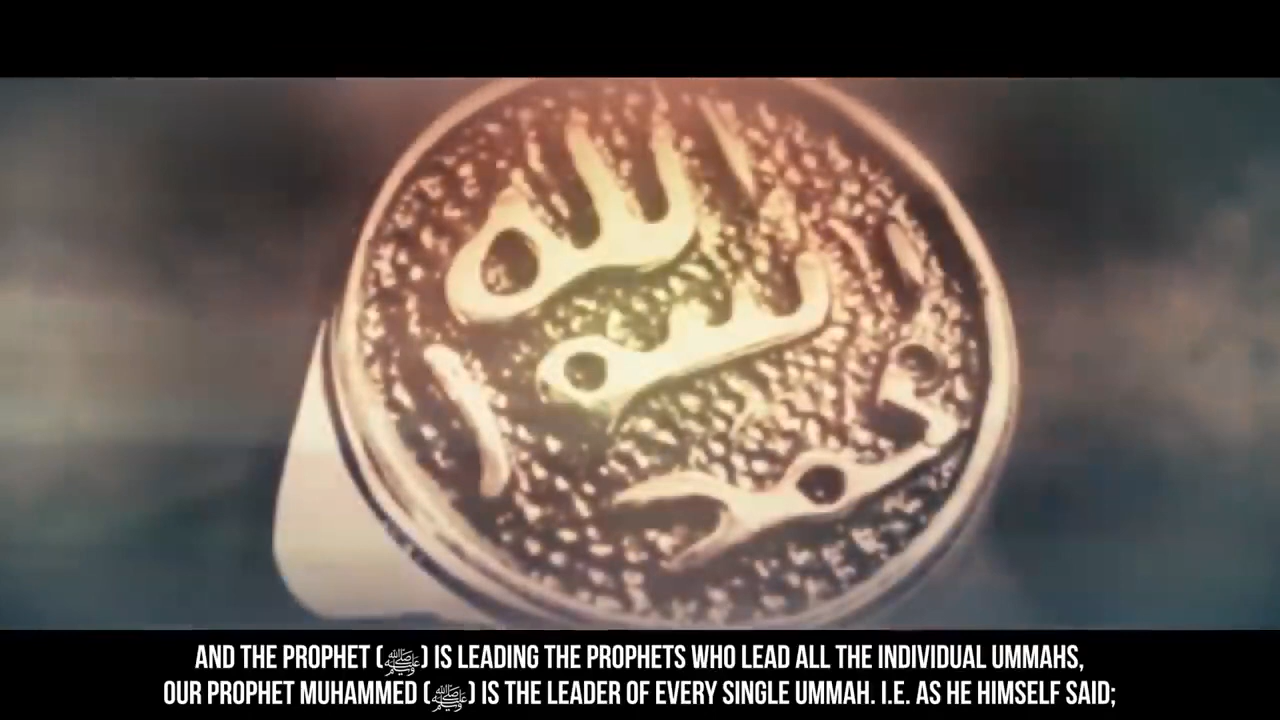 الله
رسول
محمد
AND THE PROPHET (ﷺ) IS LEADING THE PROPHETS WHO LEAD ALL THE INDIVIDUAL UMMAHS,
OUR PROPHET MUHAMMED (ﷺ) IS THE LEADER OF EVERY SINGLE UMMAH. I.E. AS HE HIMSELF SAID;